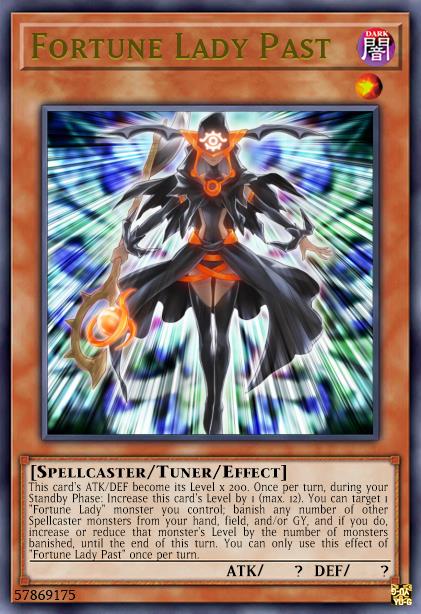 FORTUNE LADY PAST
DARK
闇
[SPELLCASTER/TUNER/EFFECT]
This card's ATK/DEF become its Level x 200. Once per turn, during your
Standby Phase: Increase this card's Level by 1 (max. 12). You can target 1
"Fortune Lady" monster you control; banish any number of other
Spellcaster monsters from your hand, field, and/or GY, and if you do,
increase or reduce that monster's Level by the number of monsters
banished, until the end of this turn. You can only use this effect of
"Fortune Lady Past" once per turn.
ATK/ ? DEF/ ?
57869175